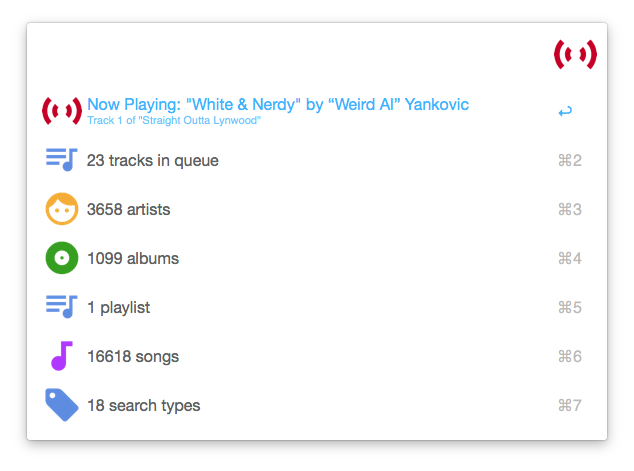 Now Playing: "White & Nerdy" by “Weird Al” Yankovic
Track 1 of "Straight Outta Lynwood"
23 tracks in queue ⌘2
3658 artists ⌘3
1099 albums ⌘4
1 playlist ⌘5
16618 songs ⌘6
18 search types ⌘7